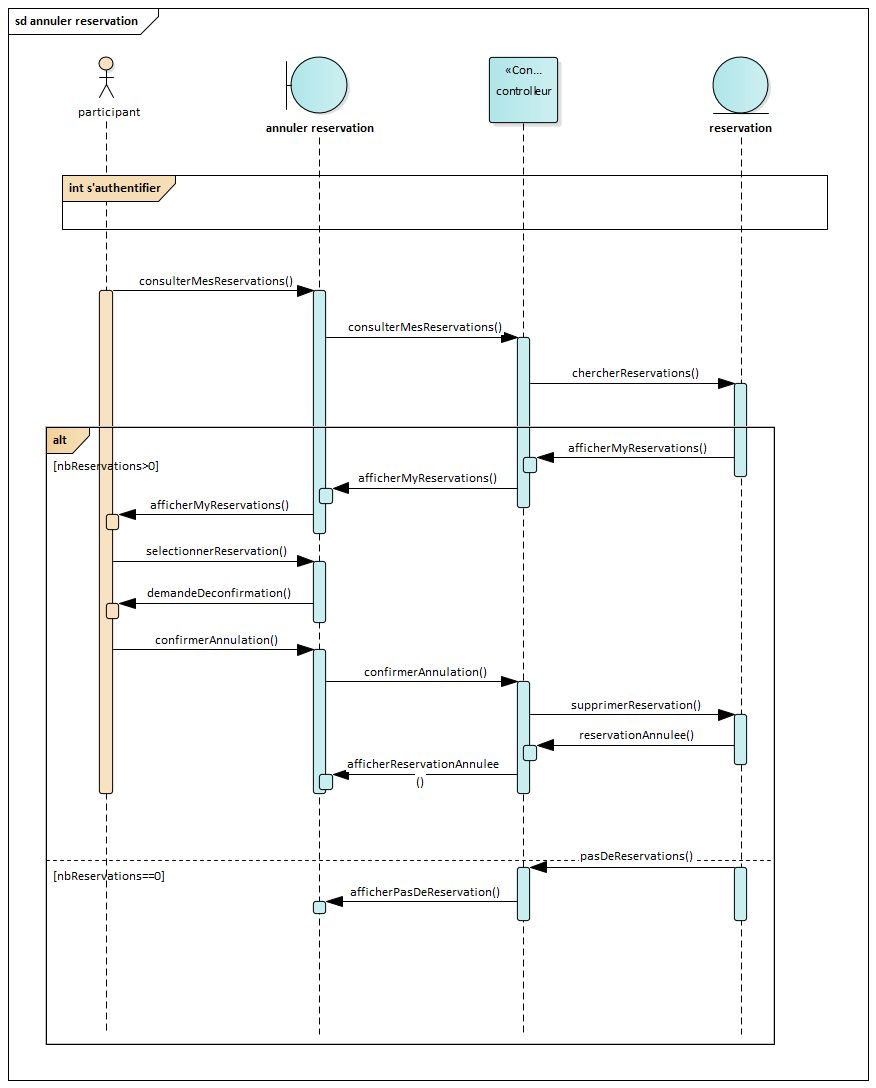 sd annuler reservation
«Con...
controlleur
participant
annuler reservation
reservation
int s'authentifier
consulterMesReservations()
consulterMesReservations()
chercherReservations()
alt
[nbReservations>0]
afficherMyReservations()
afficherMyReservations()
afficherMyReservations()
selectionnerReservation()
demandeDeconfirmation()
confirmerAnnulation()
confirmerAnnulation()
supprimerReservation()
reservationAnnulee()
afficherReservationAnnulee
()
pasDeReservations()
[nbReservations==0]
afficherPasDeReservation()